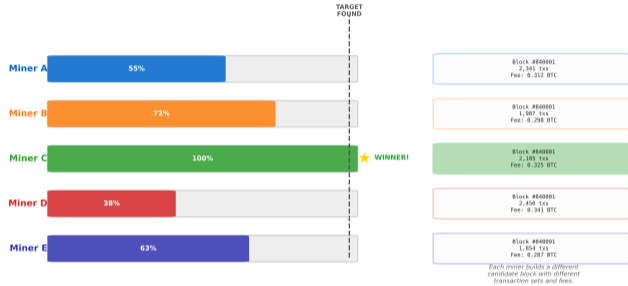 TARGET
FOUND
Miner A
55%
Block #840001
2,341 txs
Fee: 0.312 BTC
Miner B
72%
Block #840001
1,987 txs
Fee: 0.298 BTC
Miner C
100%
WINNER!
Block #840001
2,105 txs
Fee: 0.325 BTC
Miner D
38%
Block #840001
2,450 txs
Fee: 0.341 BTC
Miner E
63%
Block #840001
1,854 txs
Fee: 0.287 BTC
Each miner builds a different
candidate block with different
transaction sets and fees.